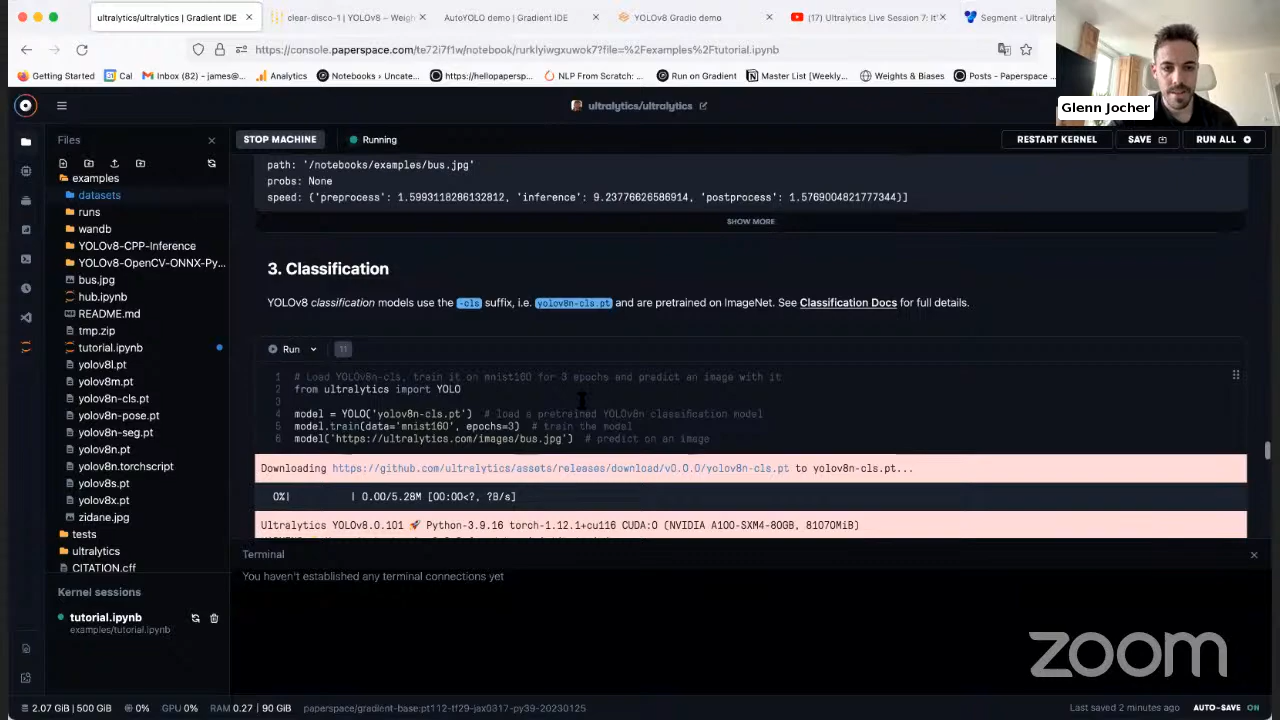 ultralytics/ultralytics | Gradient IDE
clear-disco-1 | YOLOv8 – Weigh
AutoYOLO demo | Gradient IDE
YOLOv8 Gradio demo
(17) Ultralytics Live Session 7: It'
Segment - Ultralyt
https://console.paperspace.com/te72i7f1w/notebook/rurklyiwgxuwok7?file=%2Fexamples%2Ftutorial.ipynb
Getting Started
Cal
Inbox (82) - james@...
Analytics
Notebooks › Uncate...
https://hellopapersp...
NLP From Scratch: ...
Run on Gradient
Master List [Weekly...
Weights & Biases
Posts - Paperspace ...
Glenn Jocher
ultralytics/ultralytics
Files
STOP MACHINE
Running
RESTART KERNEL
SAVE
RUN ALL
examples
datasets
runs
wandb
YOLOv8-CPP-Inference
YOLOv8-OpenCV-ONNX-Py...
bus.jpg
hub.ipynb
README.md
tmp.zip
tutorial.ipynb
yolov8l.pt
yolov8m.pt
yolov8n-cls.pt
yolov8n-pose.pt
yolov8n-seg.pt
yolov8n.pt
yolov8n.torchscript
yolov8s.pt
yolov8x.pt
zidane.jpg
tests
ultralytics
CITATION.cff
Kernel sessions
tutorial.ipynb
examples/tutorial.ipynb
path: '/notebooks/examples/bus.jpg'
probs: None
speed: {'preprocess': 1.5993118286132812, 'inference': 9.23776626586914, 'postprocess': 1.5769004821777344}]
SHOW MORE
3. Classification
YOLOv8 classification models use the -cls suffix, i.e. yolov8n-cls.pt and are pretrained on ImageNet. See Classification Docs for full details.
Run
11
1 # Load YOLOv8n-cls, train it on mnist160 for 3 epochs and predict an image with it
2 from ultralytics import YOLO
3
4 model = YOLO('yolov8n-cls.pt') # load a pretrained YOLOv8n classification model
5 model.train(data='mnist160', epochs=3) # train the model
6 model('https://ultralytics.com/images/bus.jpg') # predict on an image
Downloading https://github.com/ultralytics/assets/releases/download/v0.0.0/yolov8n-cls.pt to yolov8n-cls.pt...
0%| | 0.00/5.28M [00:00<?, ?B/s]
Ultralytics YOLOv8.0.101 🚀 Python-3.9.16 torch-1.12.1+cu116 CUDA:0 (NVIDIA A100-SXM4-80GB, 81070MiB)
Terminal
You haven't established any terminal connections yet
zoom
2.07 GiB | 500 GiB
0%
GPU 0%
RAM 0.27 | 90 GiB
paperspace/gradient-base:pt112-tf29-jax0317-py39-20230125
Last saved 2 minutes ago
AUTO-SAVE ON